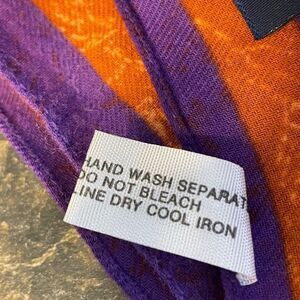 HAND WASH SEPARAT
DO NOT BLEACH
LINE DRY COOL IRON